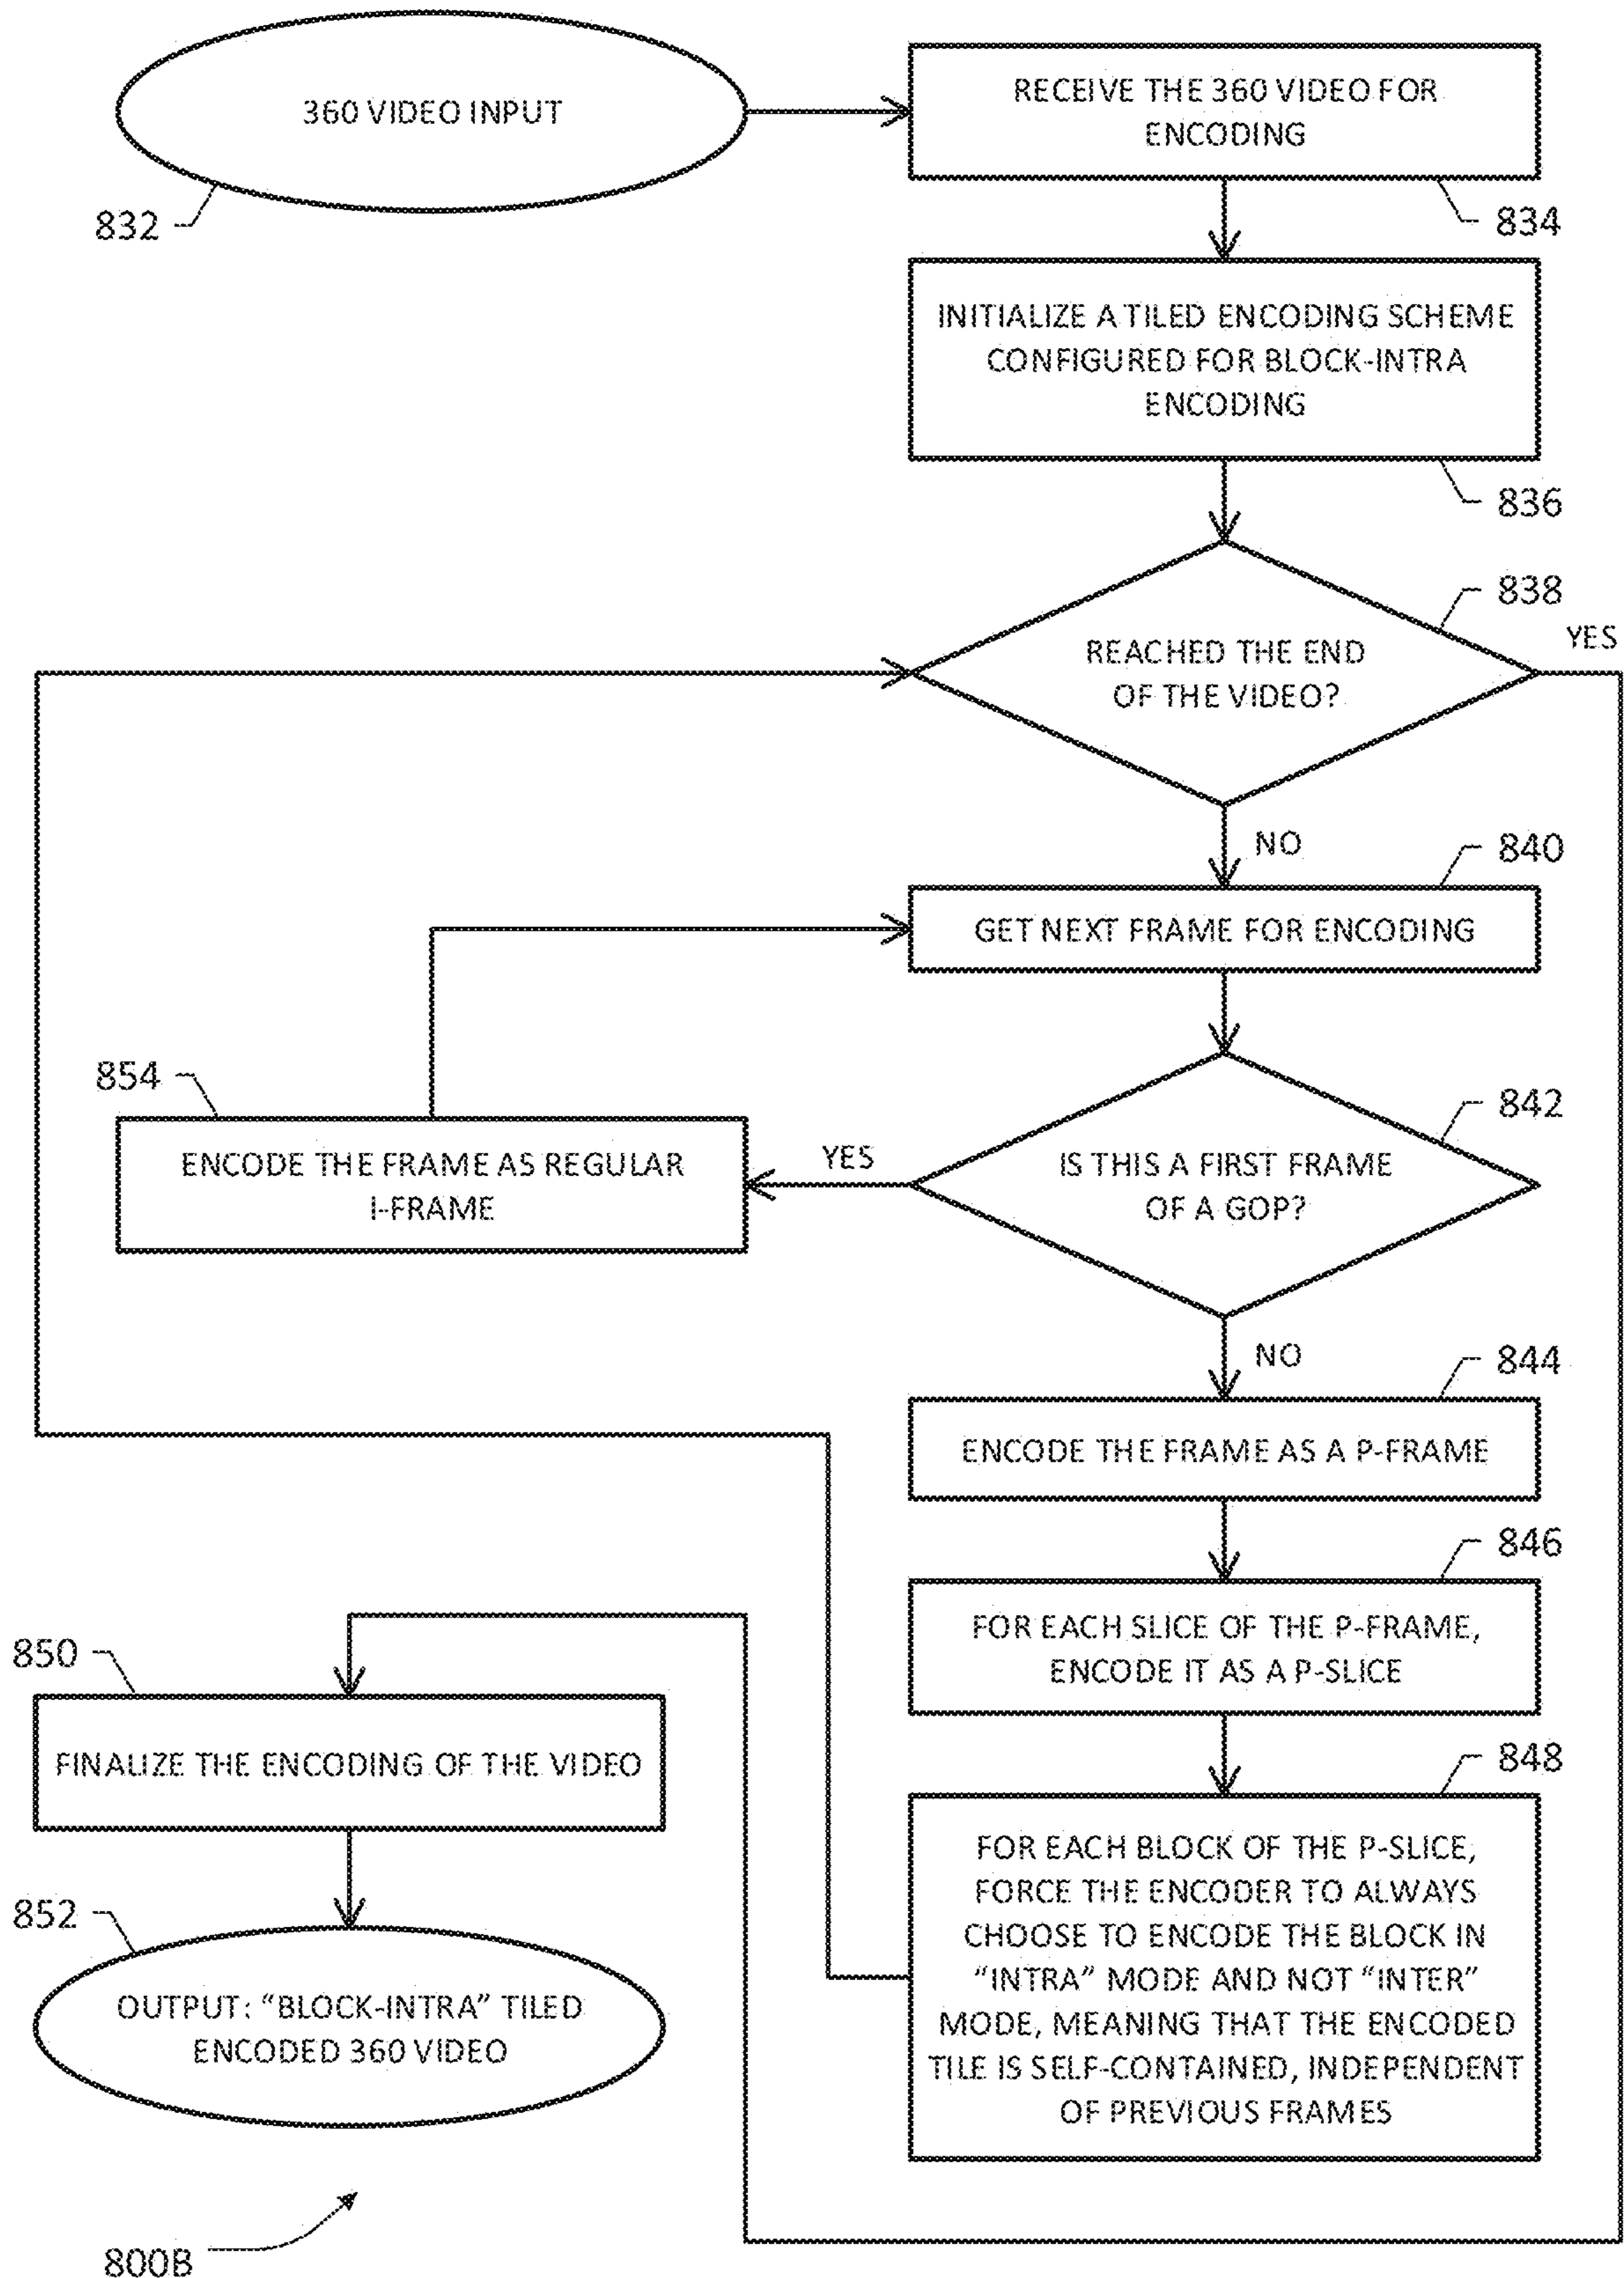 360 VIDEO INPUT
832
RECEIVE THE 360 VIDEO FOR
ENCODING
834
INITIALIZE A TILED ENCODING SCHEME
CONFIGURED FOR BLOCK-INTRA
ENCODING
836
838
REACHED THE END
OF THE VIDEO?
YES
NO
840
GET NEXT FRAME FOR ENCODING
842
IS THIS A FIRST FRAME
OF A GOP?
YES
854
ENCODE THE FRAME AS REGULAR
I-FRAME
NO
844
ENCODE THE FRAME AS A P-FRAME
846
FOR EACH SLICE OF THE P-FRAME,
ENCODE IT AS A P-SLICE
848
FOR EACH BLOCK OF THE P-SLICE,
FORCE THE ENCODER TO ALWAYS
CHOOSE TO ENCODE THE BLOCK IN
“INTRA” MODE AND NOT “INTER”
MODE, MEANING THAT THE ENCODED
TILE IS SELF-CONTAINED, INDEPENDENT
OF PREVIOUS FRAMES
850
FINALIZE THE ENCODING OF THE VIDEO
852
OUTPUT: “BLOCK-INTRA” TILED
ENCODED 360 VIDEO
800B